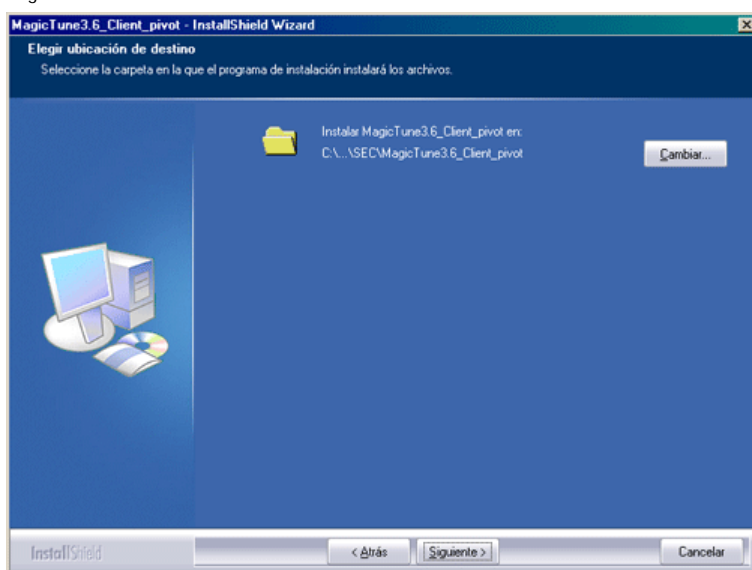 MagicTune3.6_Client_pivot - InstallShield Wizard
Elegir ubicación de destino
Seleccione la carpeta en la que el programa de instalación instalará los archivos.
Instalar MagicTune3.6_Client_pivot en:
C:\...\SEC\MagicTune3.6_Client_pivot
Cambiar...
InstallShield
< Atrás
Siguiente >
Cancelar